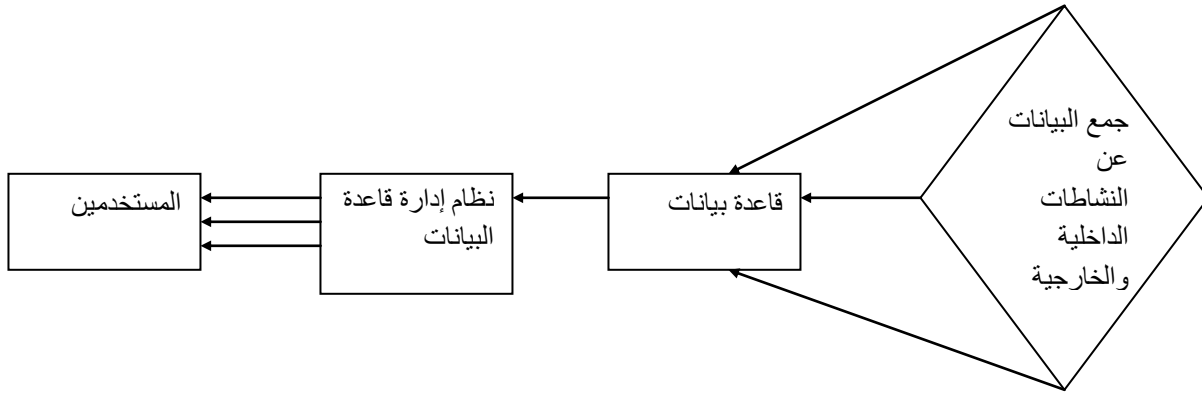 جمع البيانات
عن
النشاطات
الداخلية
والخارجية
قاعدة بيانات
نظام إدارة قاعدة
البيانات
المستخدمين